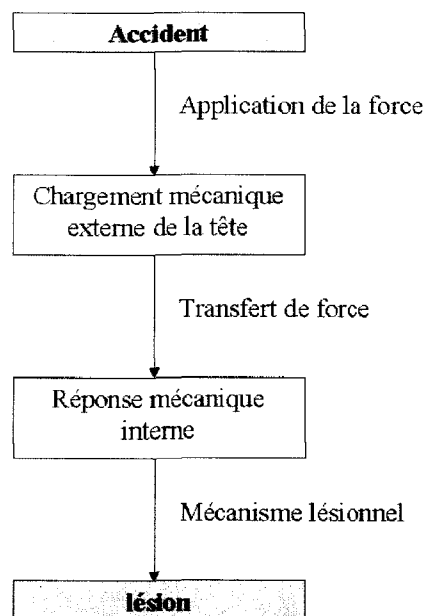 Accident
Application de la force
Chargement mécanique
externe de la tête
Transfert de force
Réponse mécanique
interne
Mécanisme lésionnel
lésion